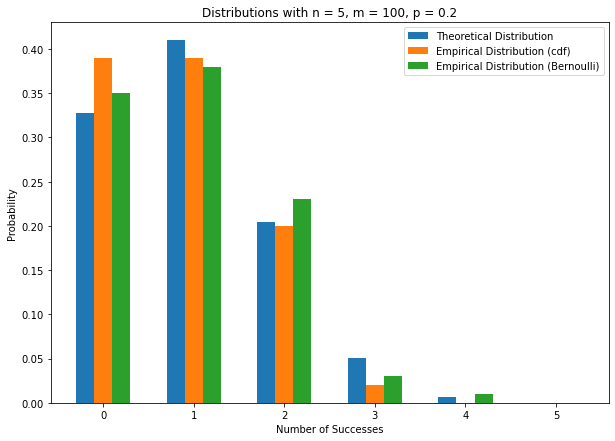 Distributions with n = 5, m = 100, p = 0.2
Theoretical Distribution
Empirical Distribution (cdf)
Empirical Distribution (Bernoulli)
Probability
0.40
0.35
0.30
0.25
0.20
0.15
0.10
0.05
0.00
0 1 2 3 4 5
Number of Successes